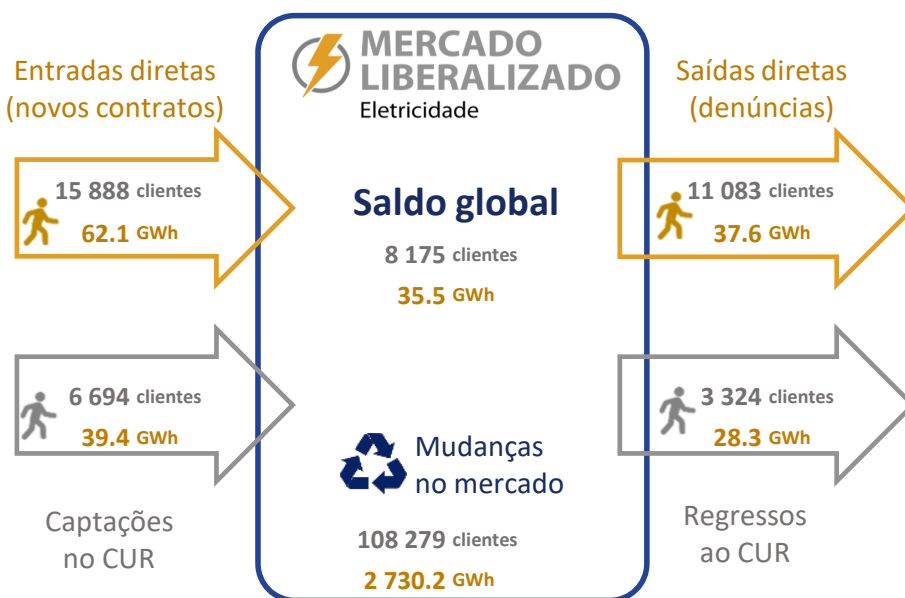 MERCADO
LIBERALIZADO
Eletricidade
Entradas diretas
(novos contratos)
15 888 clientes
62.1 GWh
Saldo global
8 175 clientes
35.5 GWh
Saídas diretas
(denúncias)
11 083 clientes
37.6 GWh
6 694 clientes
39.4 GWh
Captações
no CUR
Mudanças
no mercado
108 279 clientes
2 730.2 GWh
3 324 clientes
28.3 GWh
Regressos
ao CUR